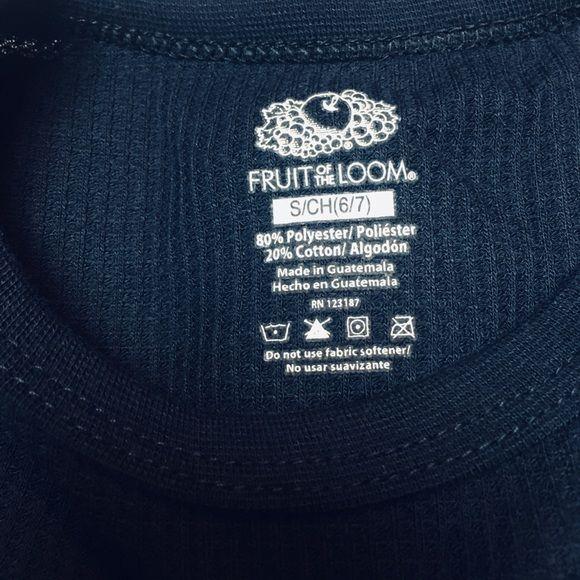 FRUIT OF THE LOOM®
S/CH(6/7)
80% Polyester/ Poliéster
20% Cotton/ Algodón
Made in Guatemala
Hecho en Guatemala
RN 123187
Do not use fabric softener/
No usar suavizante